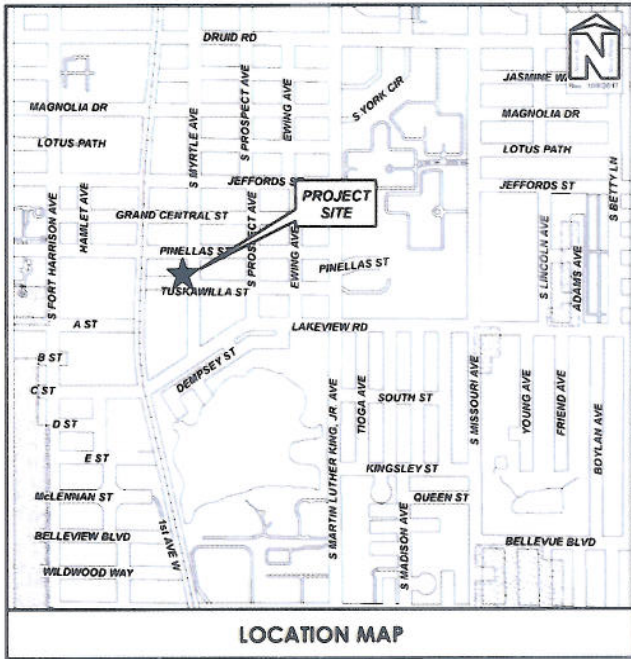 N
DRUID RD
JASMINE W
MAGNOLIA DR
MAGNOLIA DR
LOTUS PATH
LOTUS PATH
S MYRTLE AVE
S PROSPECT AVE
EWING AVE
S YORK CIR
JEFFORDS ST
JEFFORDS ST
S BETTY LN
PROJECT
SITE
S FORT HARRISON AVE
HAMLET AVE
GRAND CENTRAL ST
S PROSPECT AVE
EWING AVE
PINELLAS ST
PINELLAS ST
S LINCOLN AVE
ADAMS AVE
TUSKAWILLA ST
A ST
LAKEVIEW RD
B ST
DEMPSEY ST
C ST
SOUTH ST
D ST
S MARTIN LUTHER KING, JR. AVE
TIOGA AVE
S MISSOURI AVE
YOUNG AVE
FRIEND AVE
BOYLAN AVE
E ST
KINGSLEY ST
McLENNAN ST
QUEEN ST
1st AVE W
S MADISON AVE
BELLEVIEW BLVD
BELLEVUE BLVD
WILDWOOD WAY
LOCATION MAP